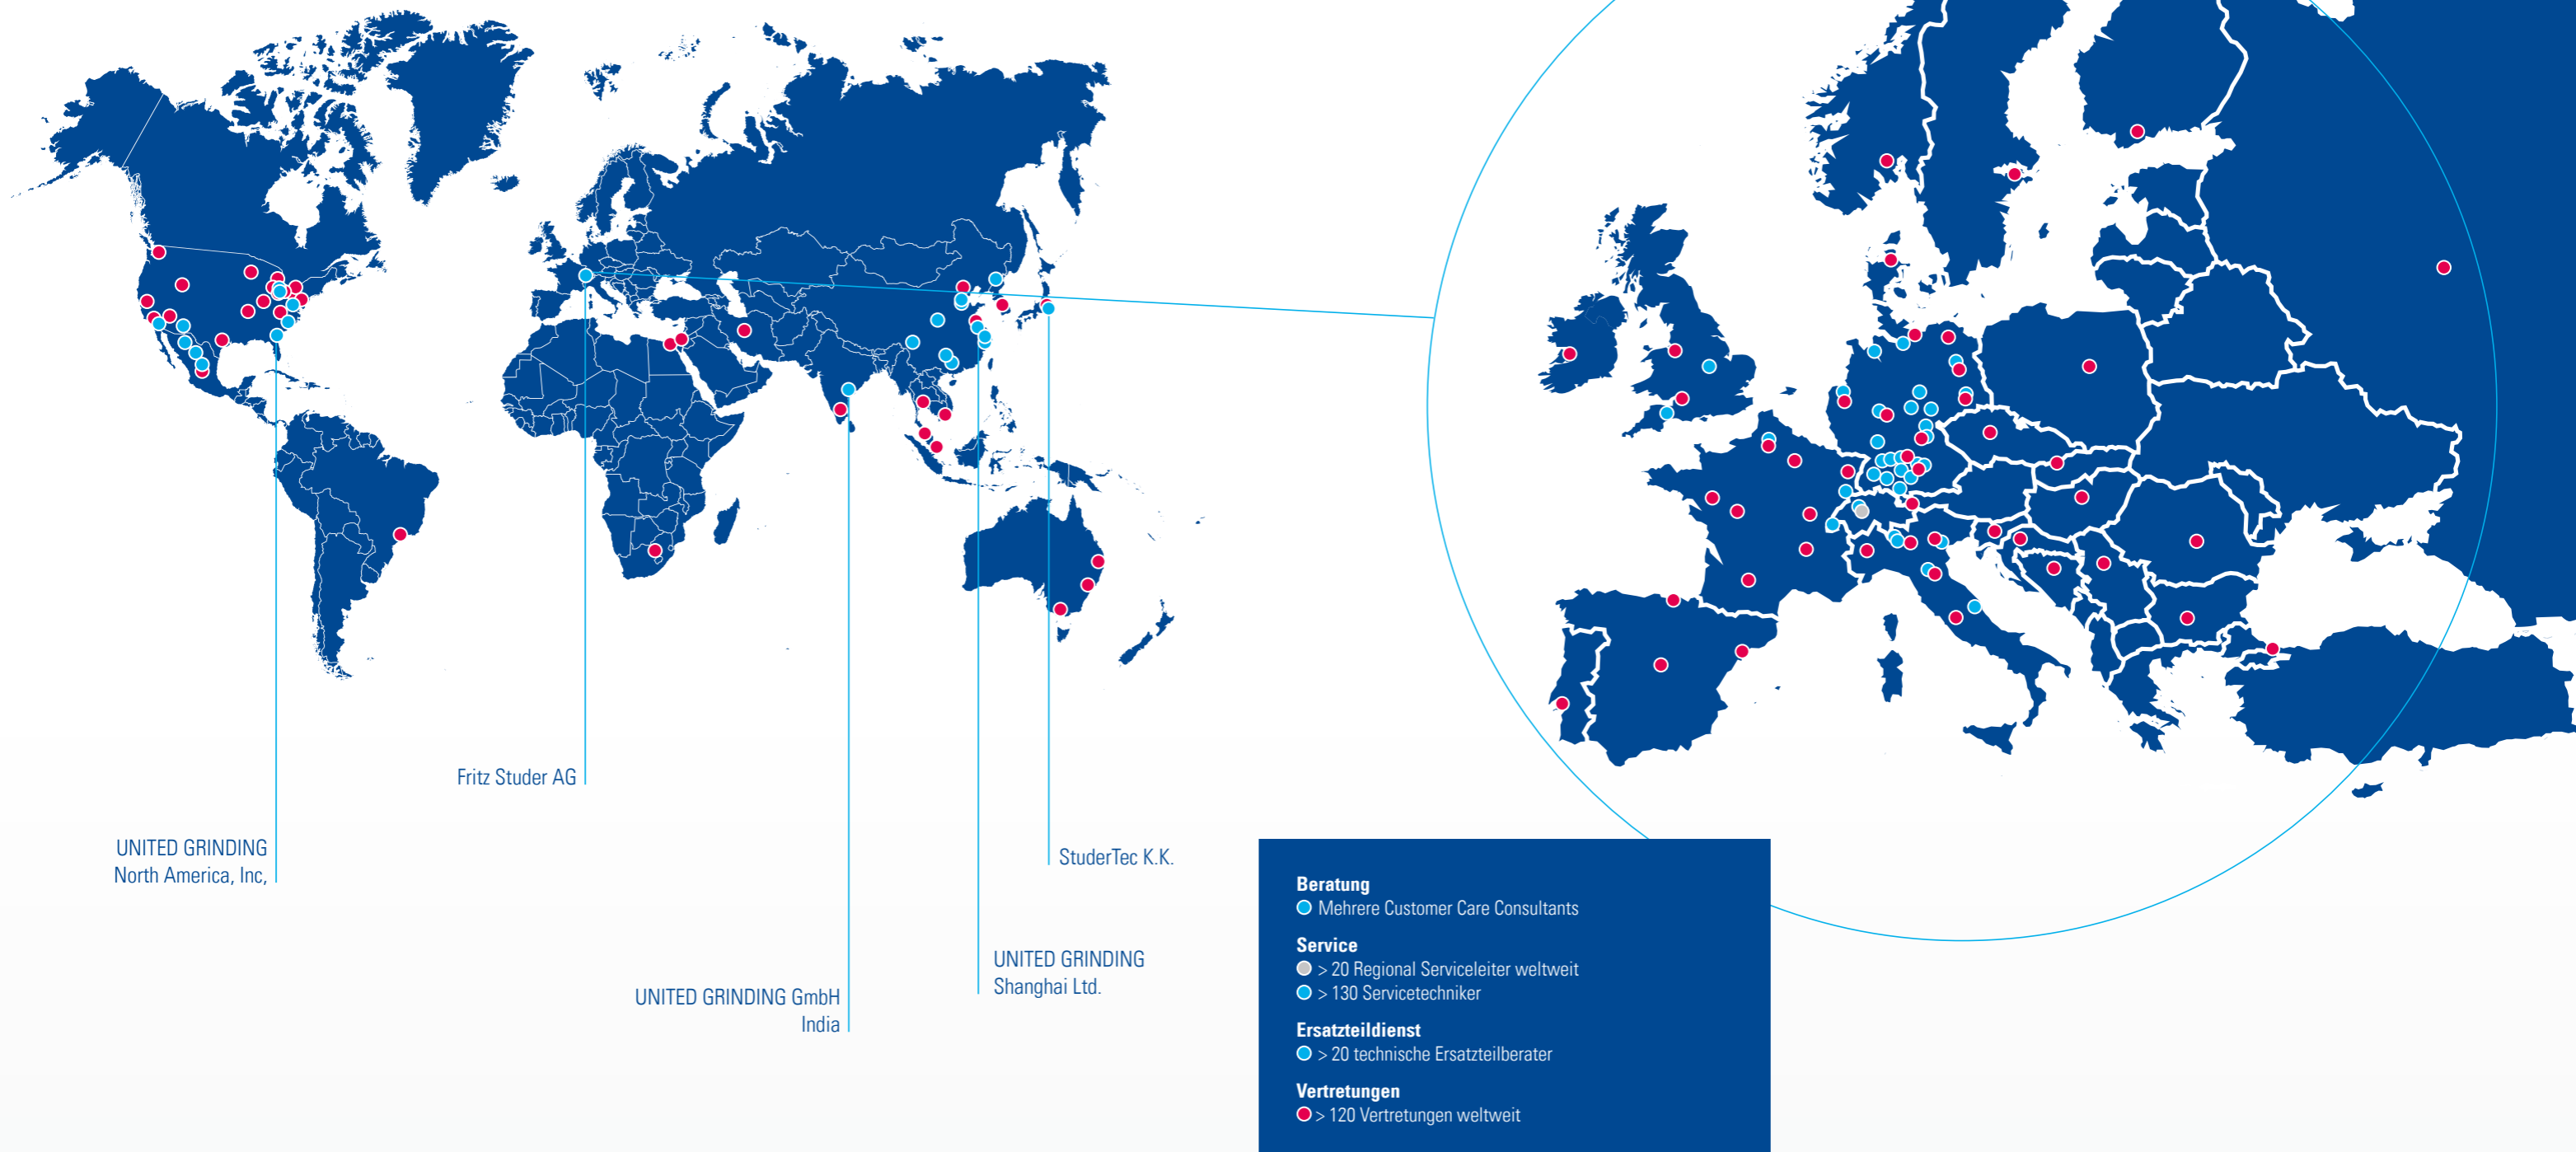 Fritz Studer AG
UNITED GRINDING
North America, Inc,
StuderTec K.K.
UNITED GRINDING
Shanghai Ltd.
UNITED GRINDING GmbH
India
Beratung
Mehrere Customer Care Consultants
Service
> 20 Regional Serviceleiter weltweit
> 130 Servicetechniker
Ersatzteildienst
> 20 technische Ersatzteilberater
Vertretungen
> 120 Vertretungen weltweit